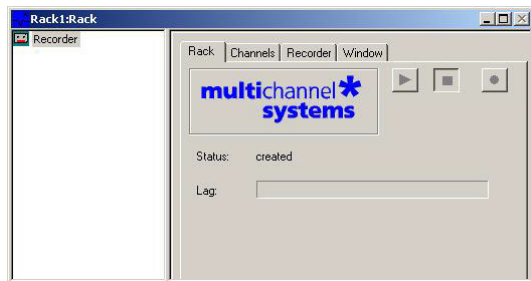 Rack1:Rack
Recorder
Rack Channels Recorder Window
multichannel
systems
Status: created
Lag: